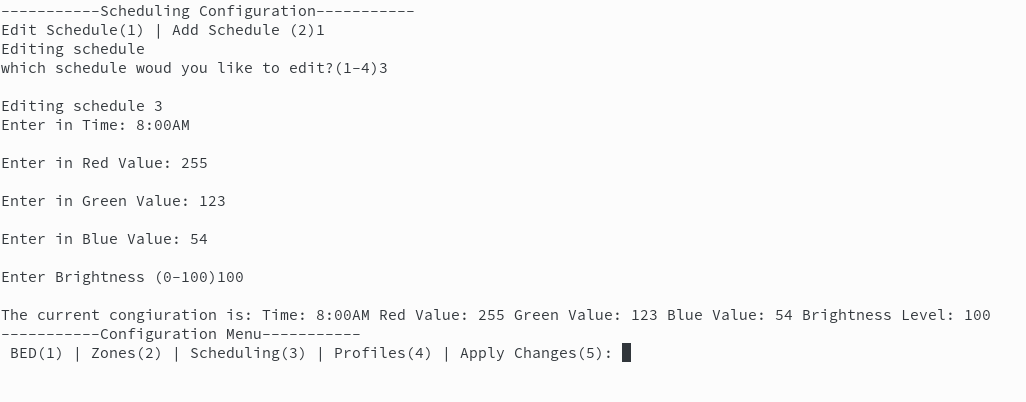 -----------Scheduling Configuration-----------
Edit Schedule(1) | Add Schedule (2)1
Editing schedule
which schedule woud you like to edit?(1-4)3
Editing schedule 3
Enter in Time: 8:00AM
Enter in Red Value: 255
Enter in Green Value: 123
Enter in Blue Value: 54
Enter Brightness (0-100)100
The current congiuration is: Time: 8:00AM Red Value: 255 Green Value: 123 Blue Value: 54 Brightness Level: 100
-----------Configuration Menu-----------
BED(1) | Zones(2) | Scheduling(3) | Profiles(4) | Apply Changes(5):